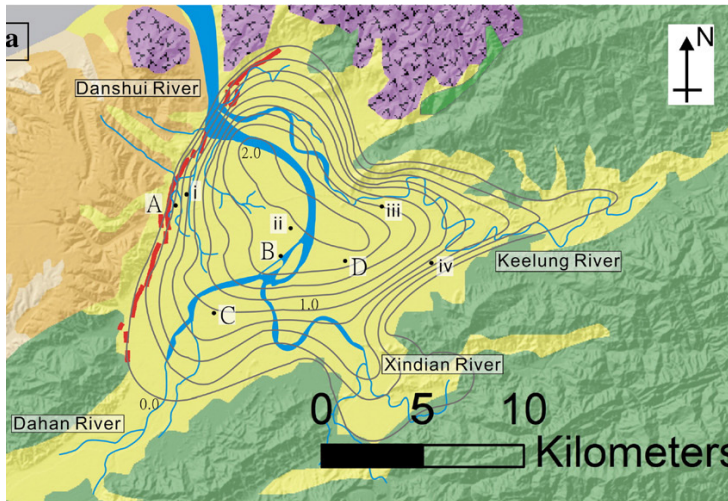 a
N
Danshui River
2.0
A
i
ii
iii
B
D
iv
Keelung River
1.0
C
Xindian River
0.0
Dahan River
0 5 10
Kilometers